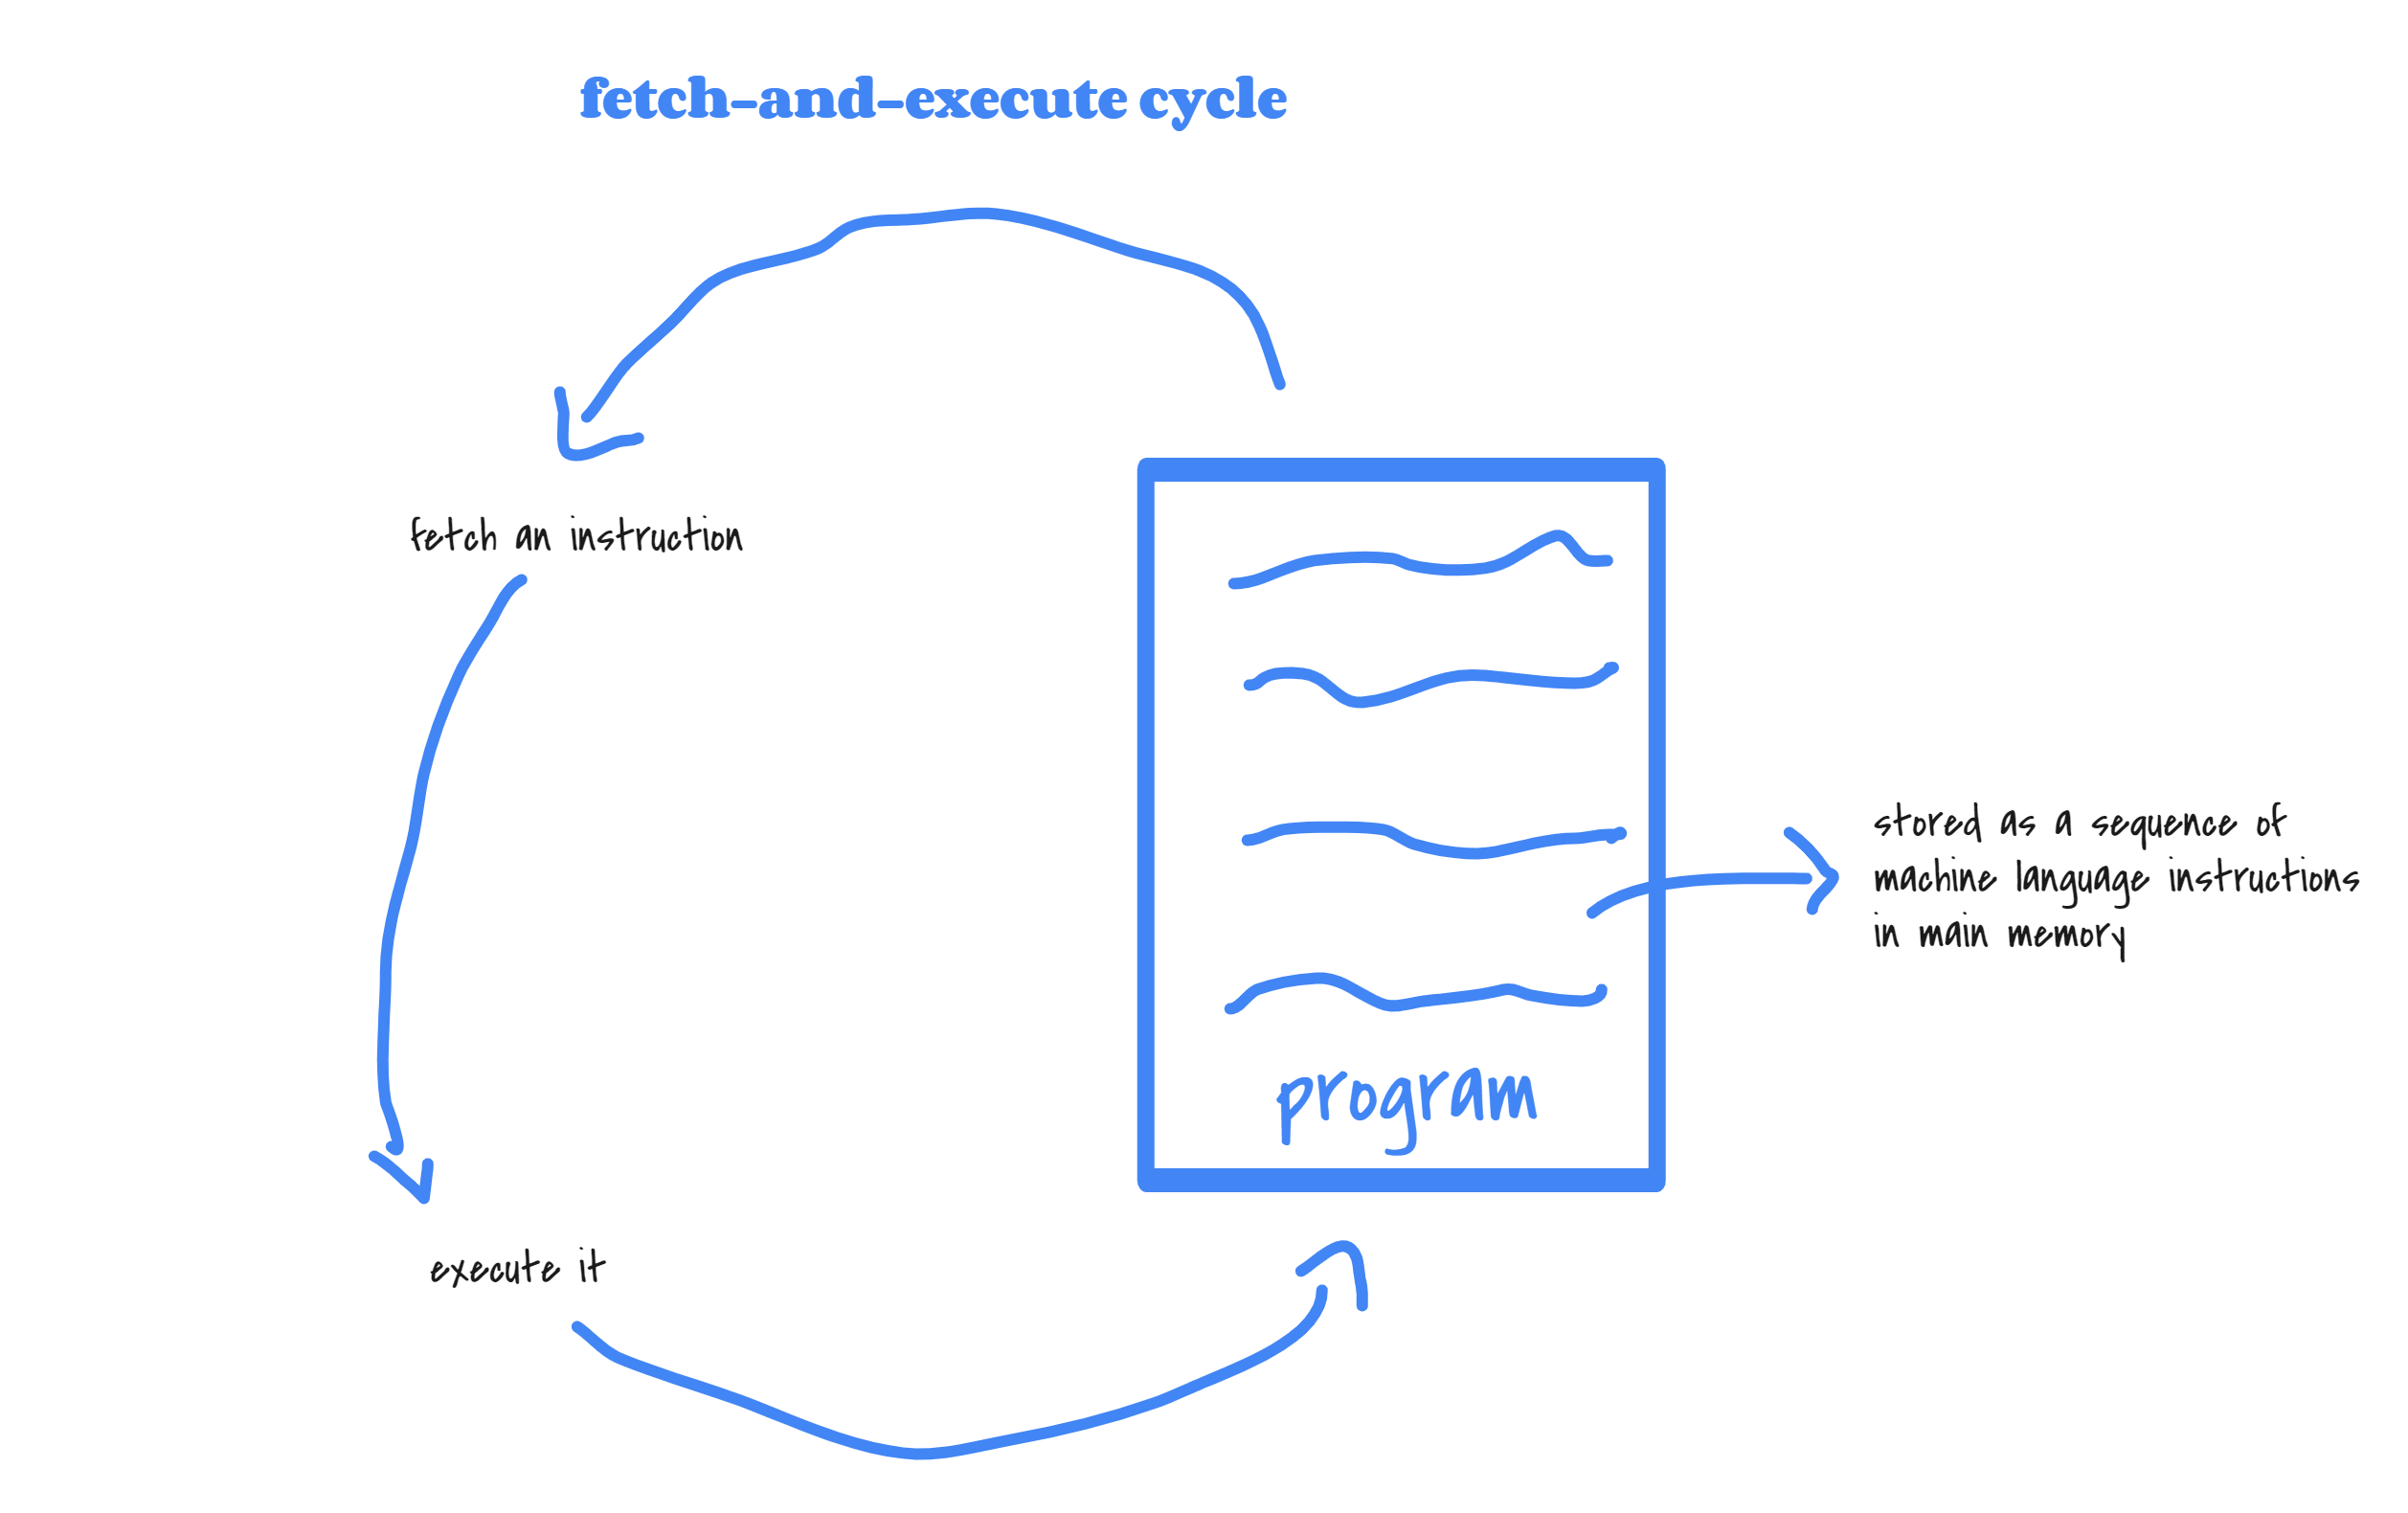 fetch-and-execute cycle
fetch an instruction
stored as a sequence of
machine language instructions
in main memory
program
execute it